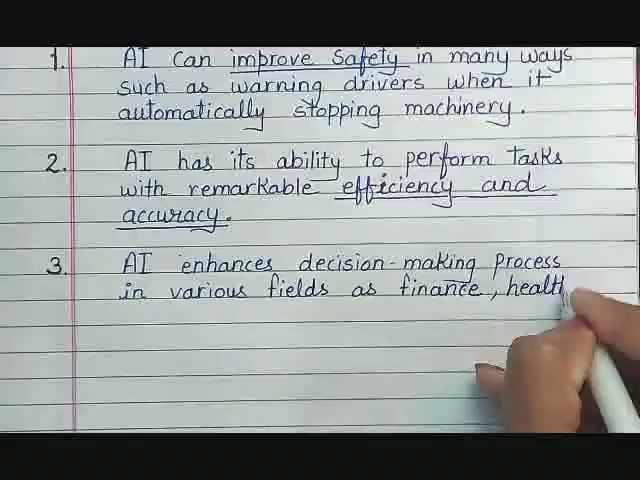 1. AI can improve safety in many ways
such as warning drivers when it
automatically stopping machinery.
2. AI has its ability to perform tasks
with remarkable efficiency and
accuracy.
3. AI enhances decision-making process
in various fields as finance, healt